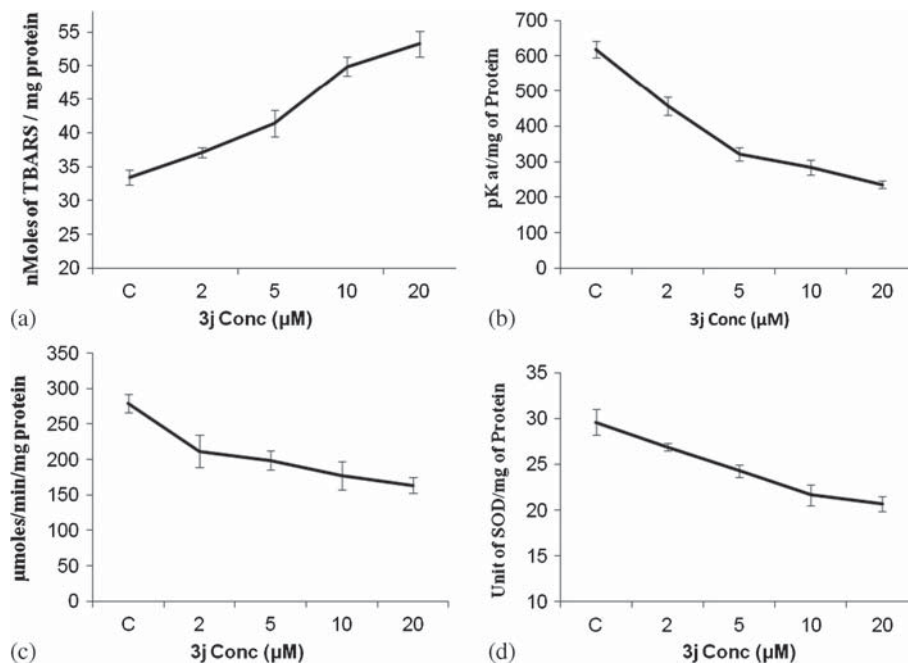 nMoles of TBARS / mg protein
55
50
45
40
35
30
25
20
C 2 5 10 20
3j Conc (µM)
(a)
pK at/mg of Protein
700
600
500
400
300
200
100
0
C 2 5 10 20
3j Conc (µM)
(b)
µmoles/min/mg protein
350
300
250
200
150
100
50
0
C 2 5 10 20
3j Conc (µM)
(c)
Unit of SOD/mg of Protein
35
30
25
20
15
10
C 2 5 10 20
3j Conc (µM)
(d)